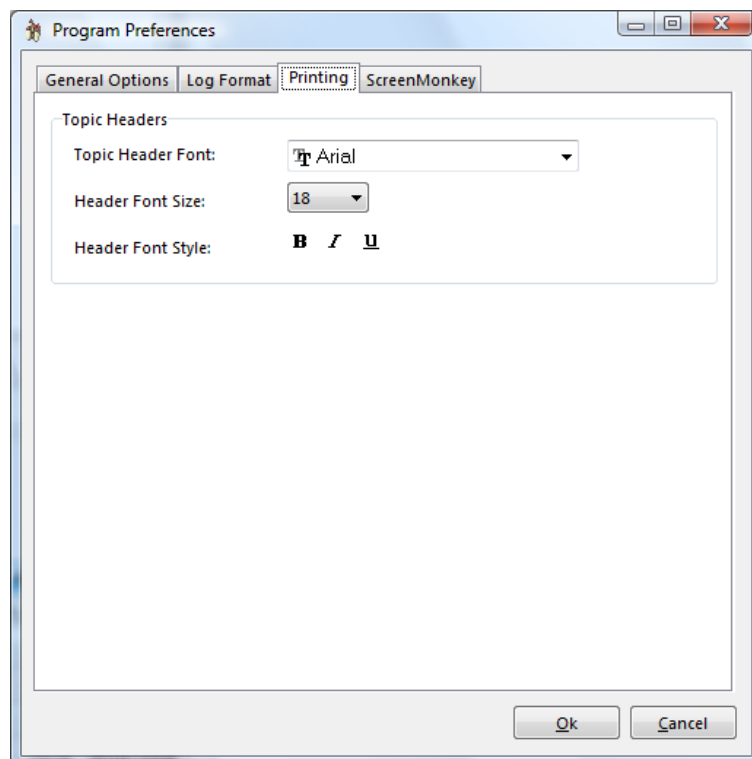 Program Preferences
General Options Log Format Printing ScreenMonkey
Topic Headers
Topic Header Font: Arial
Header Font Size: 18
Header Font Style: B I U
Ok Cancel